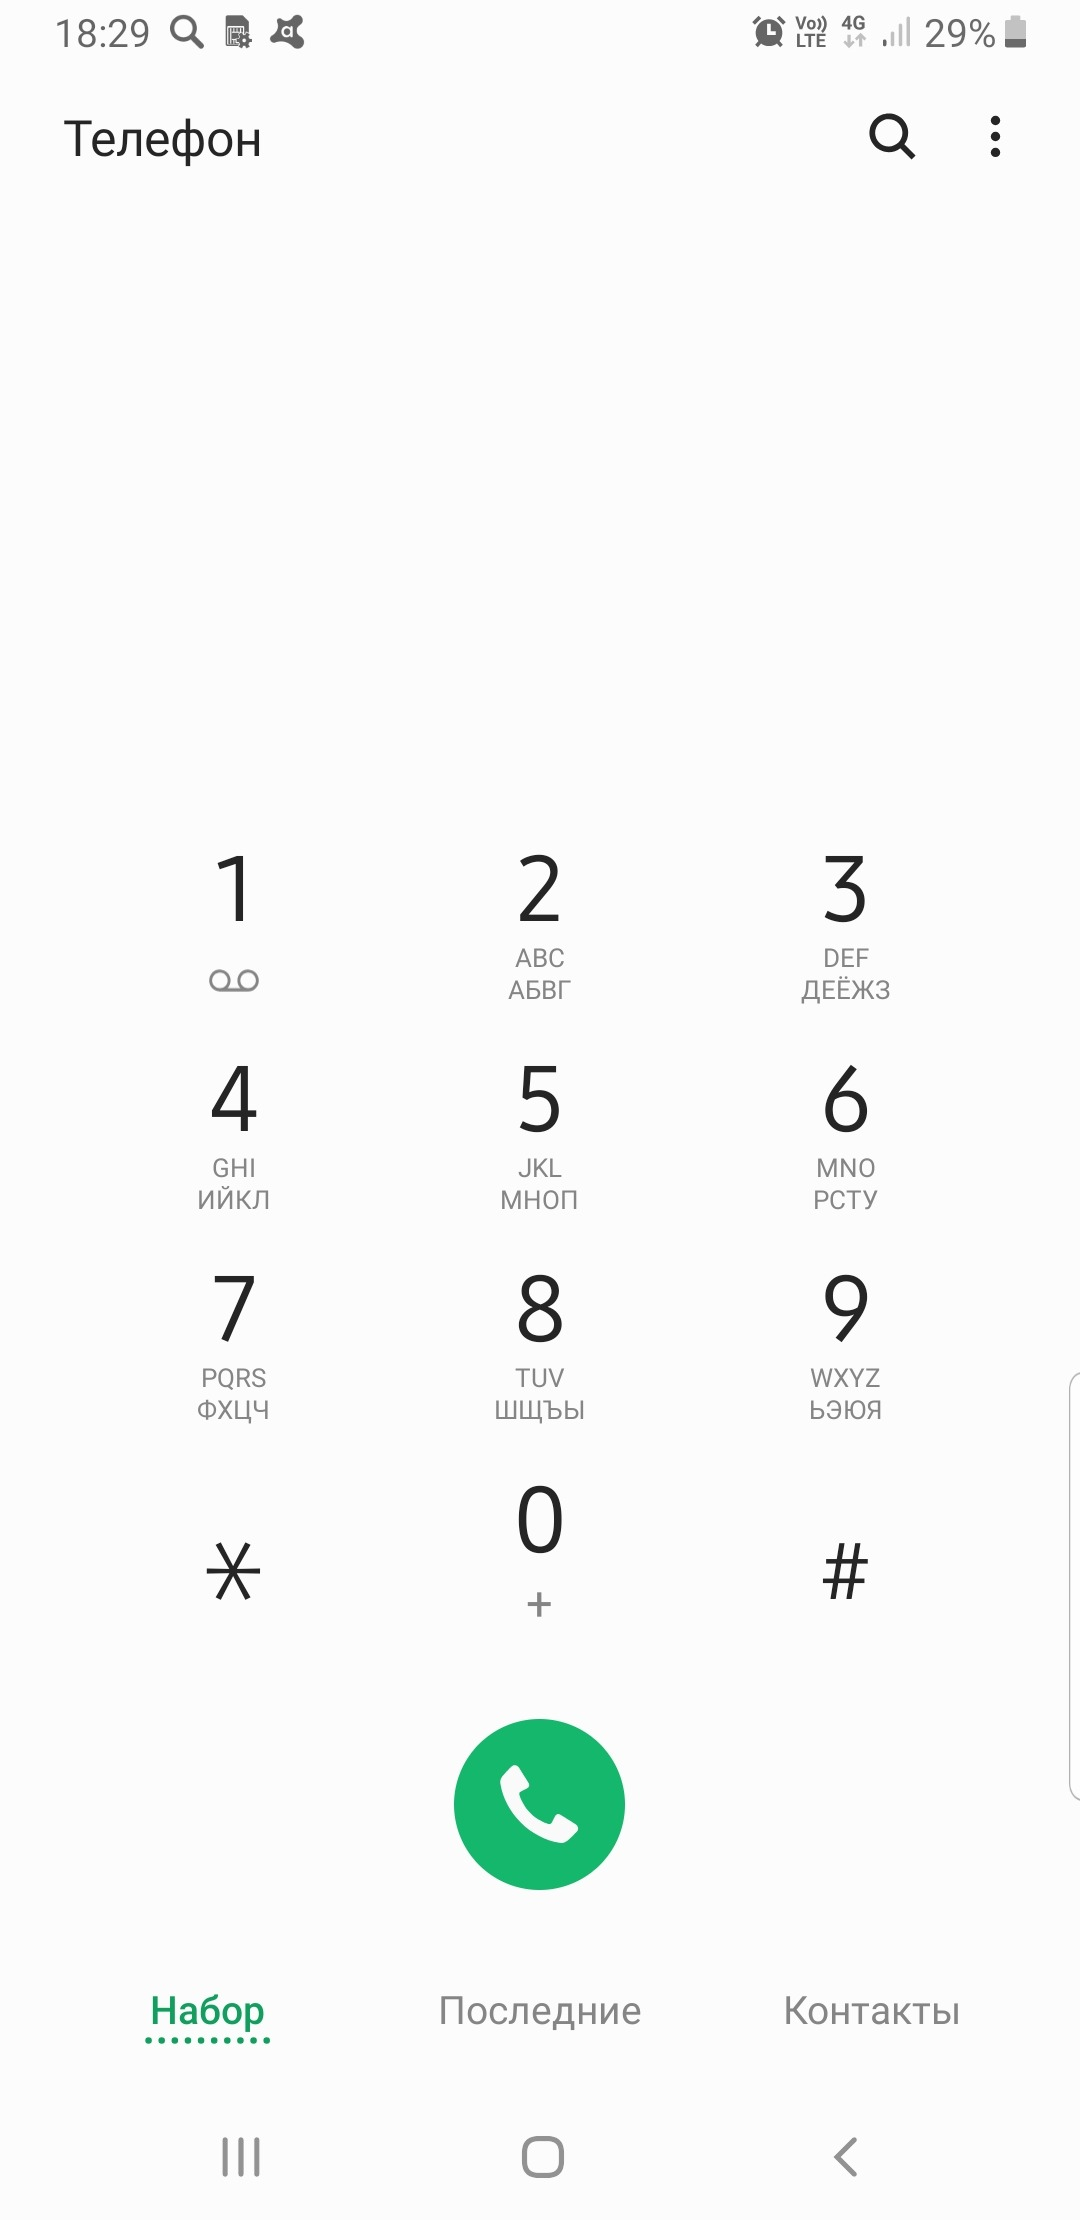 18:29 Vo)) LTE 4G 29%
Телефон
1 2 3
ABC DEF
АБВГ ДЕЁЖЗ
4 5 6
GHI JKL MNO
ИЙКЛ МНОП РСТУ
7 8 9
PQRS TUV WXYZ
ФХЦЧ ШЩЪЫ ЬЭЮЯ
* 0 #
+
Набор Последние Контакты